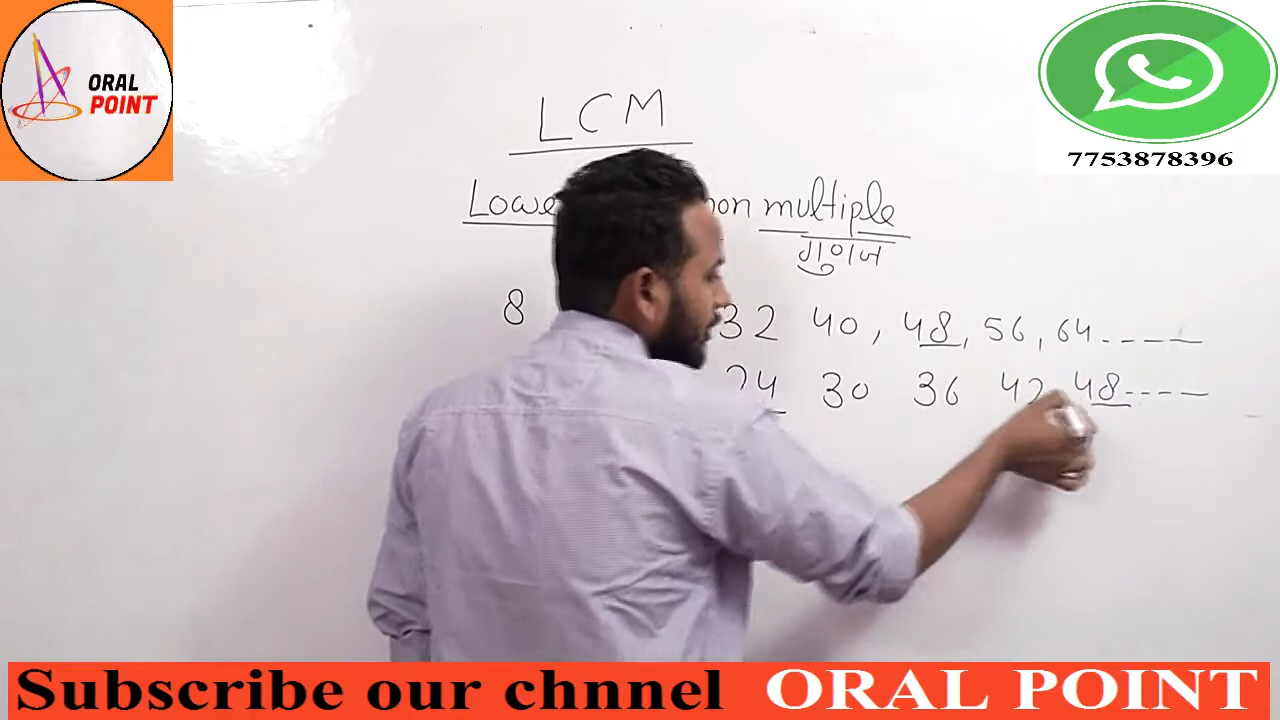 ORAL
POINT
7753878396
LCM
Lowe non multiple
गुणज
8 32 40, 48, 56, 64 -----
24 30 36 42 48 ----
Subscribe our chnnel ORAL POINT